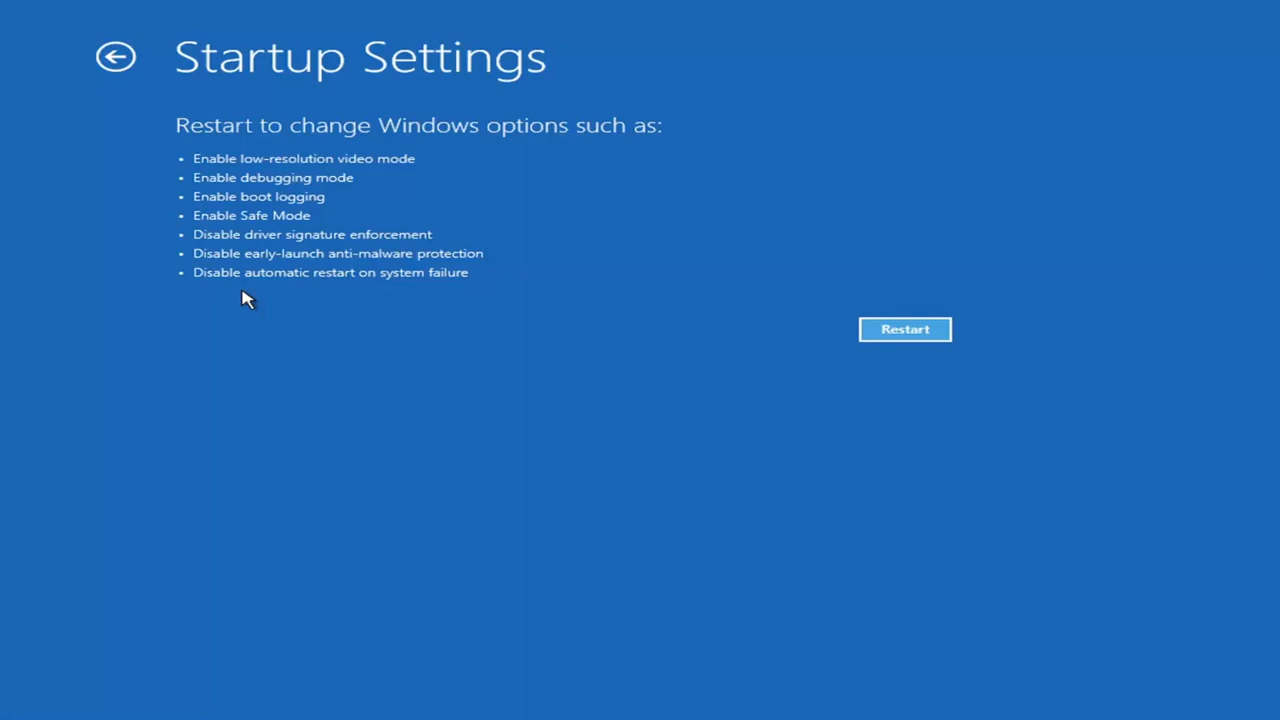 Startup Settings
Restart to change Windows options such as:
• Enable low-resolution video mode
• Enable debugging mode
• Enable boot logging
• Enable Safe Mode
• Disable driver signature enforcement
• Disable early-launch anti-malware protection
• Disable automatic restart on system failure
Restart